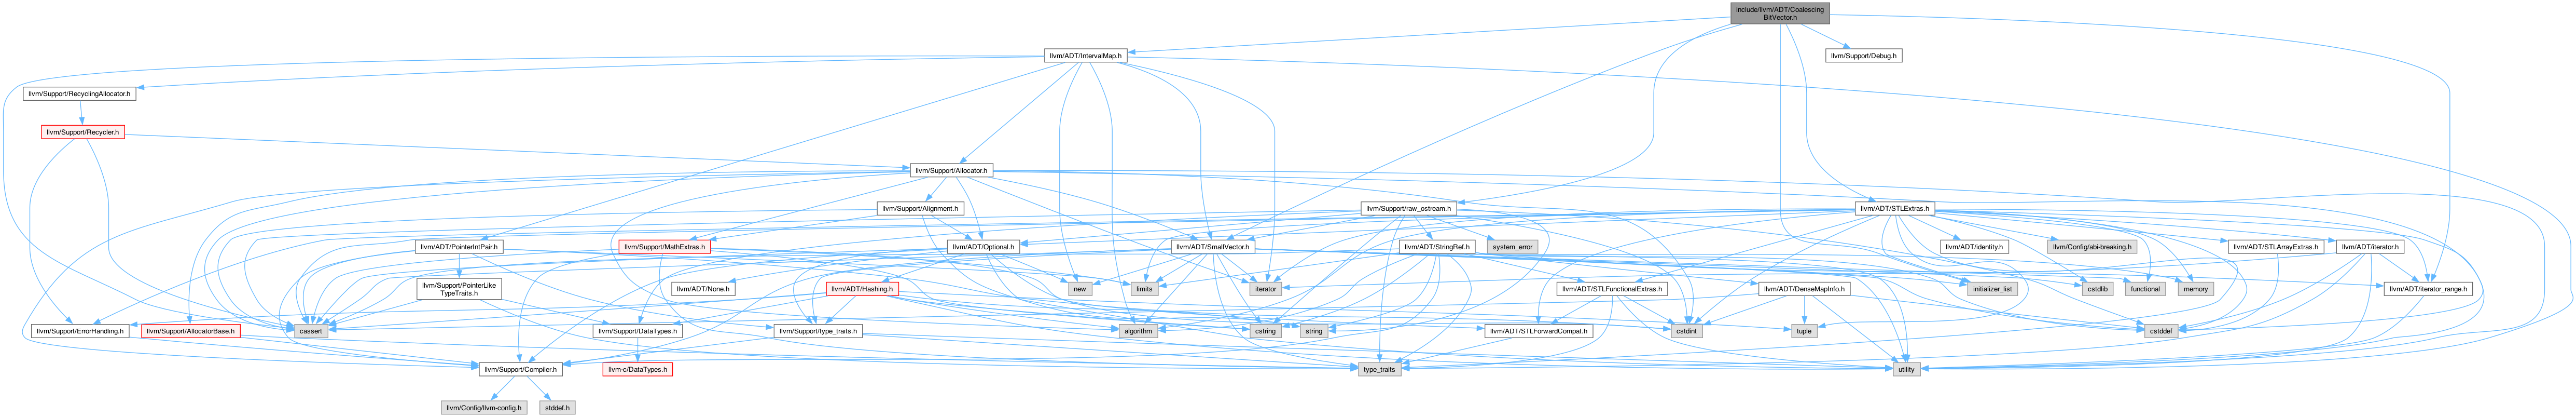 include/llvm/ADT/Coalescing
BitVector.h
llvm/ADT/IntervalMap.h
llvm/Support/Debug.h
llvm/Support/RecyclingAllocator.h
llvm/Support/Recycler.h
llvm/Support/Allocator.h
llvm/Support/Alignment.h
llvm/Support/raw_ostream.h
llvm/ADT/STLExtras.h
llvm/ADT/PointerIntPair.h
llvm/Support/MathExtras.h
llvm/ADT/Optional.h
llvm/ADT/SmallVector.h
llvm/ADT/StringRef.h
system_error
llvm/ADT/identity.h
llvm/Config/abi-breaking.h
llvm/ADT/STLArrayExtras.h
llvm/ADT/iterator.h
llvm/Support/PointerLike
TypeTraits.h
llvm/ADT/None.h
llvm/ADT/Hashing.h
new
limits
iterator
llvm/ADT/STLFunctionalExtras.h
llvm/ADT/DenseMapInfo.h
initializer_list
cstdlib
functional
memory
llvm/ADT/iterator_range.h
llvm/Support/ErrorHandling.h
llvm/Support/AllocatorBase.h
cassert
llvm/Support/DataTypes.h
llvm/Support/type_traits.h
algorithm
cstring
string
llvm/ADT/STLForwardCompat.h
cstdint
tuple
cstddef
llvm/Support/Compiler.h
llvm-c/DataTypes.h
type_traits
utility
llvm/Config/llvm-config.h
stddef.h